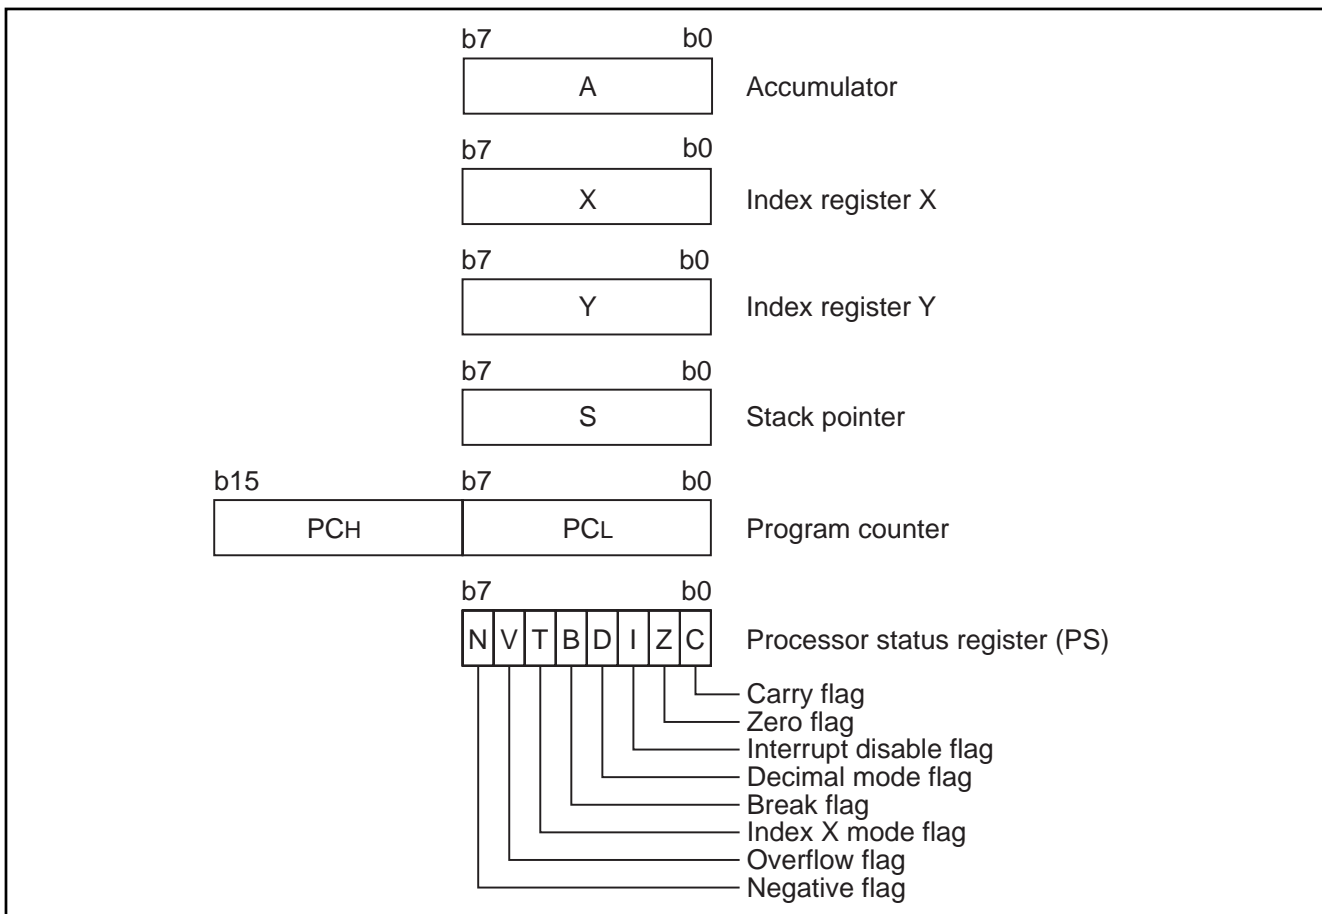 b7 b0
A Accumulator
b7 b0
X Index register X
b7 b0
Y Index register Y
b7 b0
S Stack pointer
b15 b7 b0
PCH PCL Program counter
b7 b0
N V T B D I Z C Processor status register (PS)
Carry flag
Zero flag
Interrupt disable flag
Decimal mode flag
Break flag
Index X mode flag
Overflow flag
Negative flag